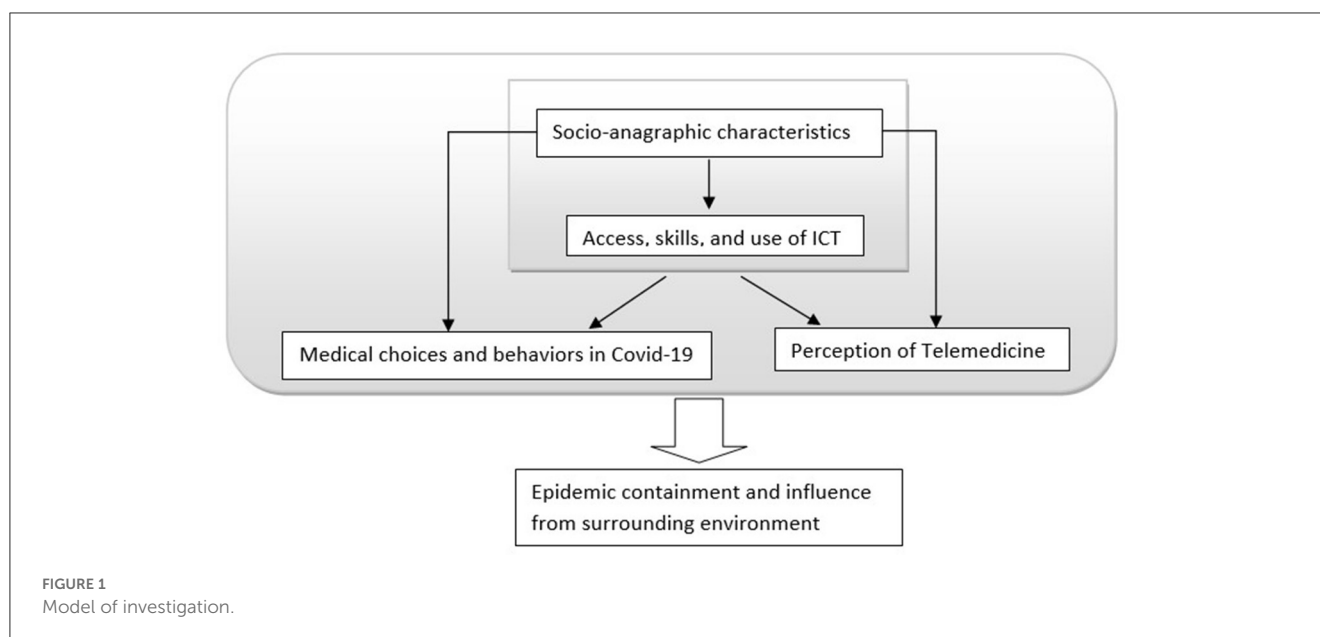 Socio-anagraphic characteristics
Access, skills, and use of ICT
Medical choices and behaviors in Covid-19
Perception of Telemedicine
Epidemic containment and influence
from surrounding environment
FIGURE 1
Model of investigation.